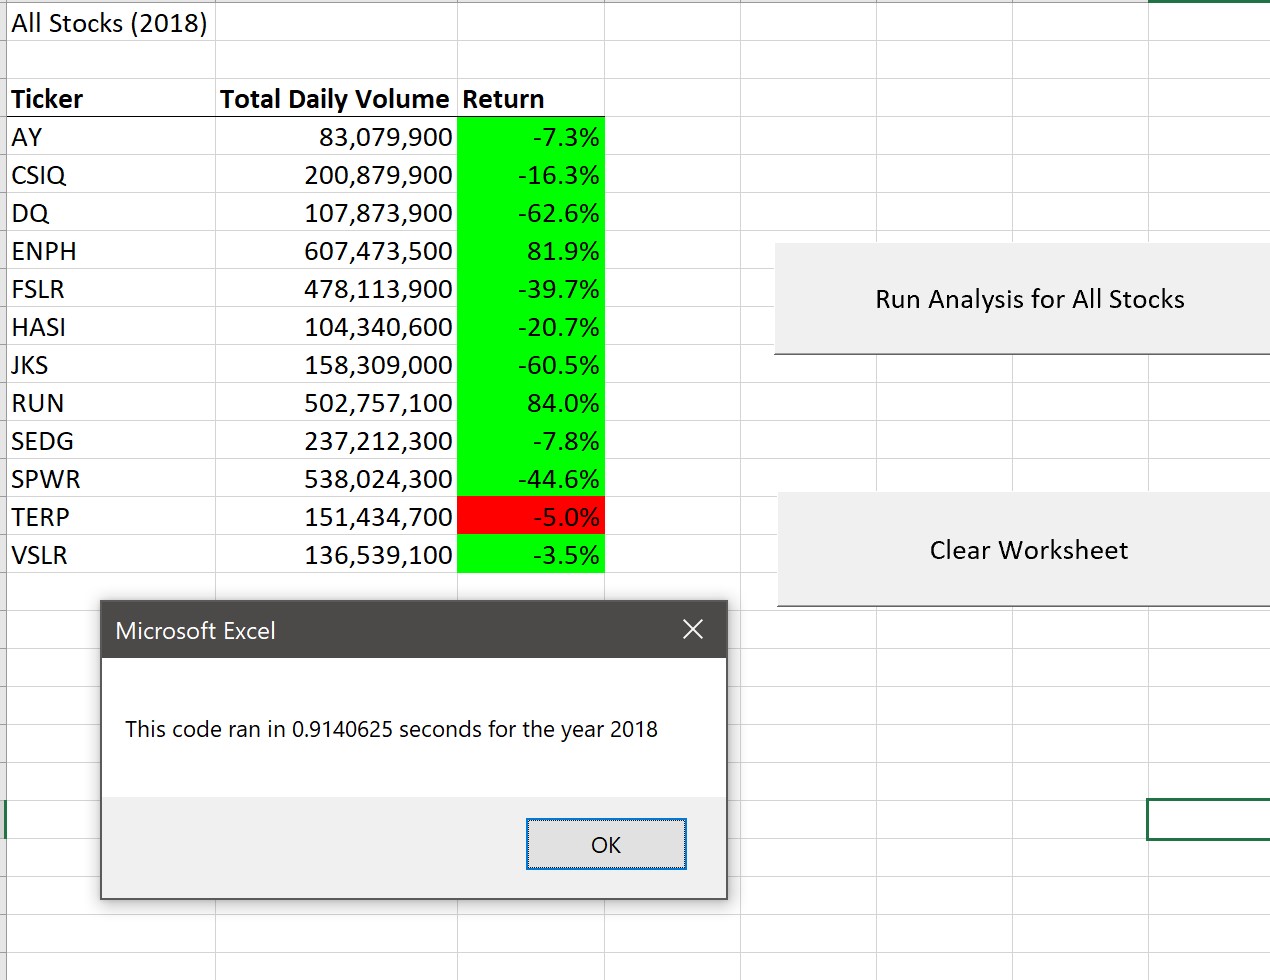 All Stocks (2018)
Ticker Total Daily Volume Return
AY 83,079,900 -7.3%
CSIQ 200,879,900 -16.3%
DQ 107,873,900 -62.6%
ENPH 607,473,500 81.9%
FSLR 478,113,900 -39.7%
HASI 104,340,600 -20.7%
JKS 158,309,000 -60.5%
RUN 502,757,100 84.0%
SEDG 237,212,300 -7.8%
SPWR 538,024,300 -44.6%
TERP 151,434,700 -5.0%
VSLR 136,539,100 -3.5%
Run Analysis for All Stocks
Clear Worksheet
Microsoft Excel
This code ran in 0.9140625 seconds for the year 2018
OK